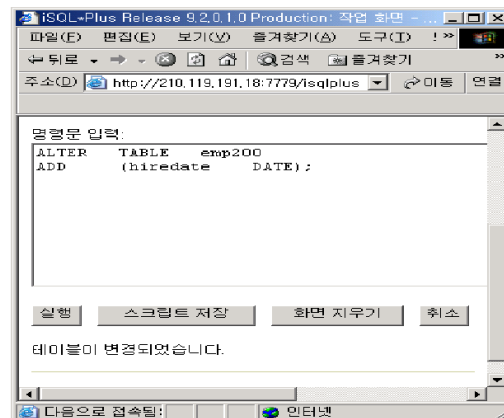 iSQL*Plus Release 9.2.0.1.0 Production: 작업 화면 - ...
파일(F) 편집(E) 보기(V) 즐겨찾기(A) 도구(T) !»
뒤로 검색 즐겨찾기 »
주소(D) http://210.119.191.18:7779/isqlplus 이동 연결
명령문 입력:
ALTER TABLE emp200
ADD (hiredate DATE);
실행 스크립트 저장 화면 지우기 취소
테이블이 변경되었습니다.
다음으로 접속됨: 인터넷